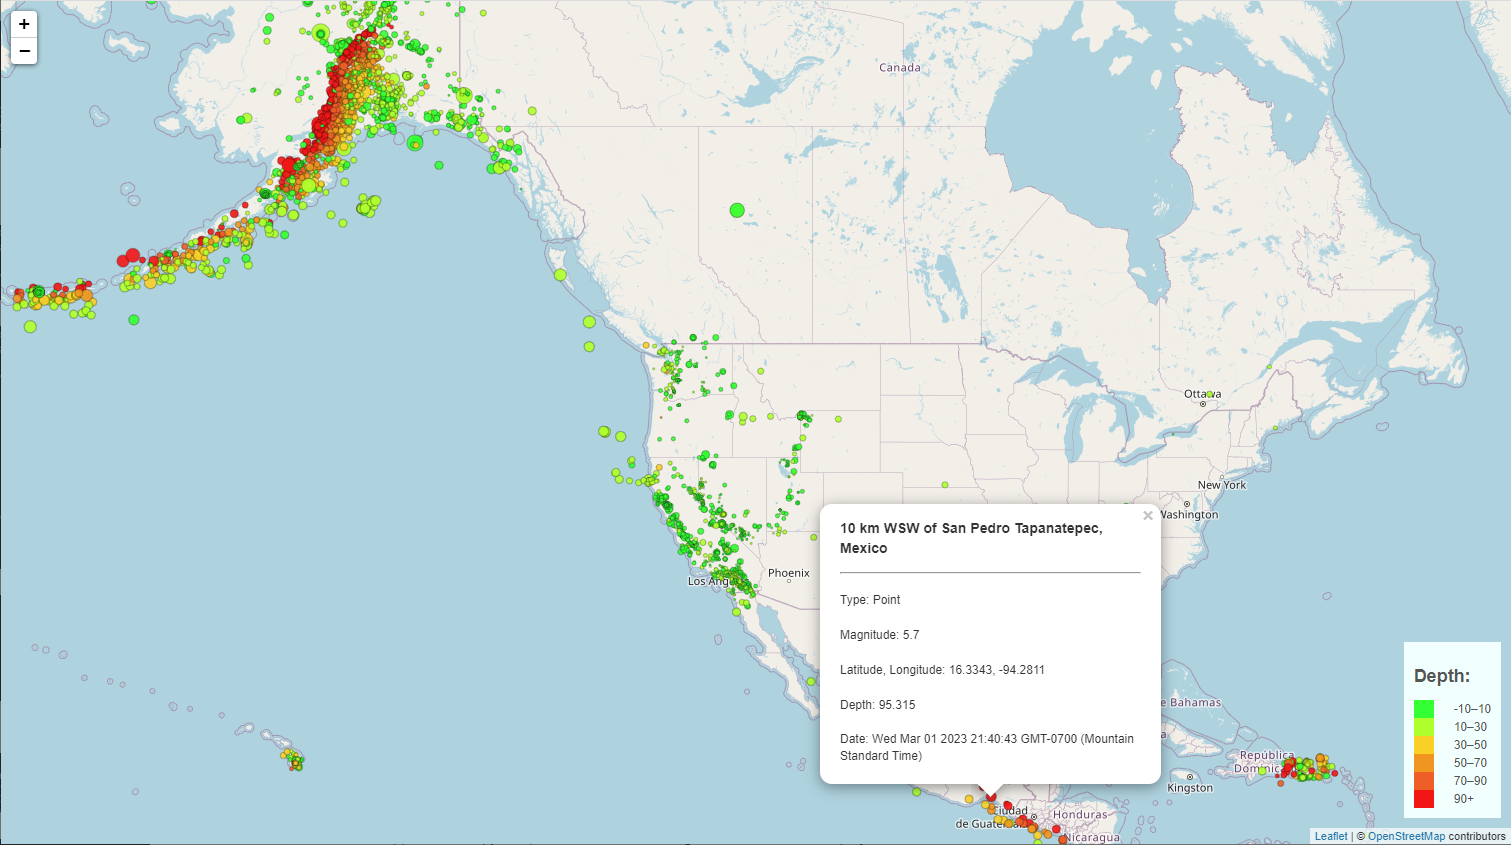 +
−
Canada
Ottawa
New York
Washington
10 km WSW of San Pedro Tapanatepec,
Mexico
×
Type: Point
Magnitude: 5.7
Latitude, Longitude: 16.3343, -94.2811
Depth: 95.315
Date: Wed Mar 01 2023 21:40:43 GMT-0700 (Mountain
Standard Time)
Phoenix
Los Ang
e Bahamas
a
República
Dominic
Kingston
Ciudad
de Guatem
Honduras
Nicaragua
Depth:
-10–10
10–30
30–50
50–70
70–90
90+
Leaflet | © OpenStreetMap contributors